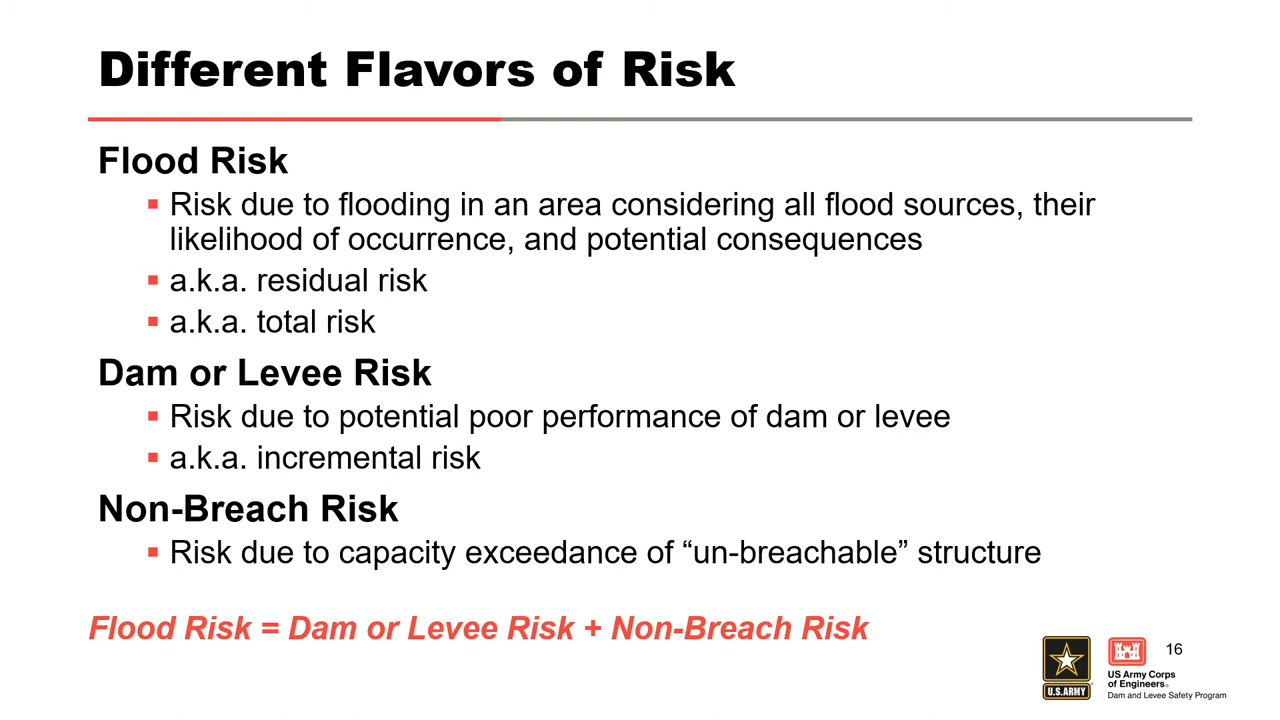 Different Flavors of Risk
Flood Risk
▪ Risk due to flooding in an area considering all flood sources, their
likelihood of occurrence, and potential consequences
▪ a.k.a. residual risk
▪ a.k.a. total risk
Dam or Levee Risk
▪ Risk due to potential poor performance of dam or levee
▪ a.k.a. incremental risk
Non-Breach Risk
▪ Risk due to capacity exceedance of “un-breachable” structure
Flood Risk = Dam or Levee Risk + Non-Breach Risk
16
U.S.ARMY
US Army Corps
of Engineers®
Dam and Levee Safety Program